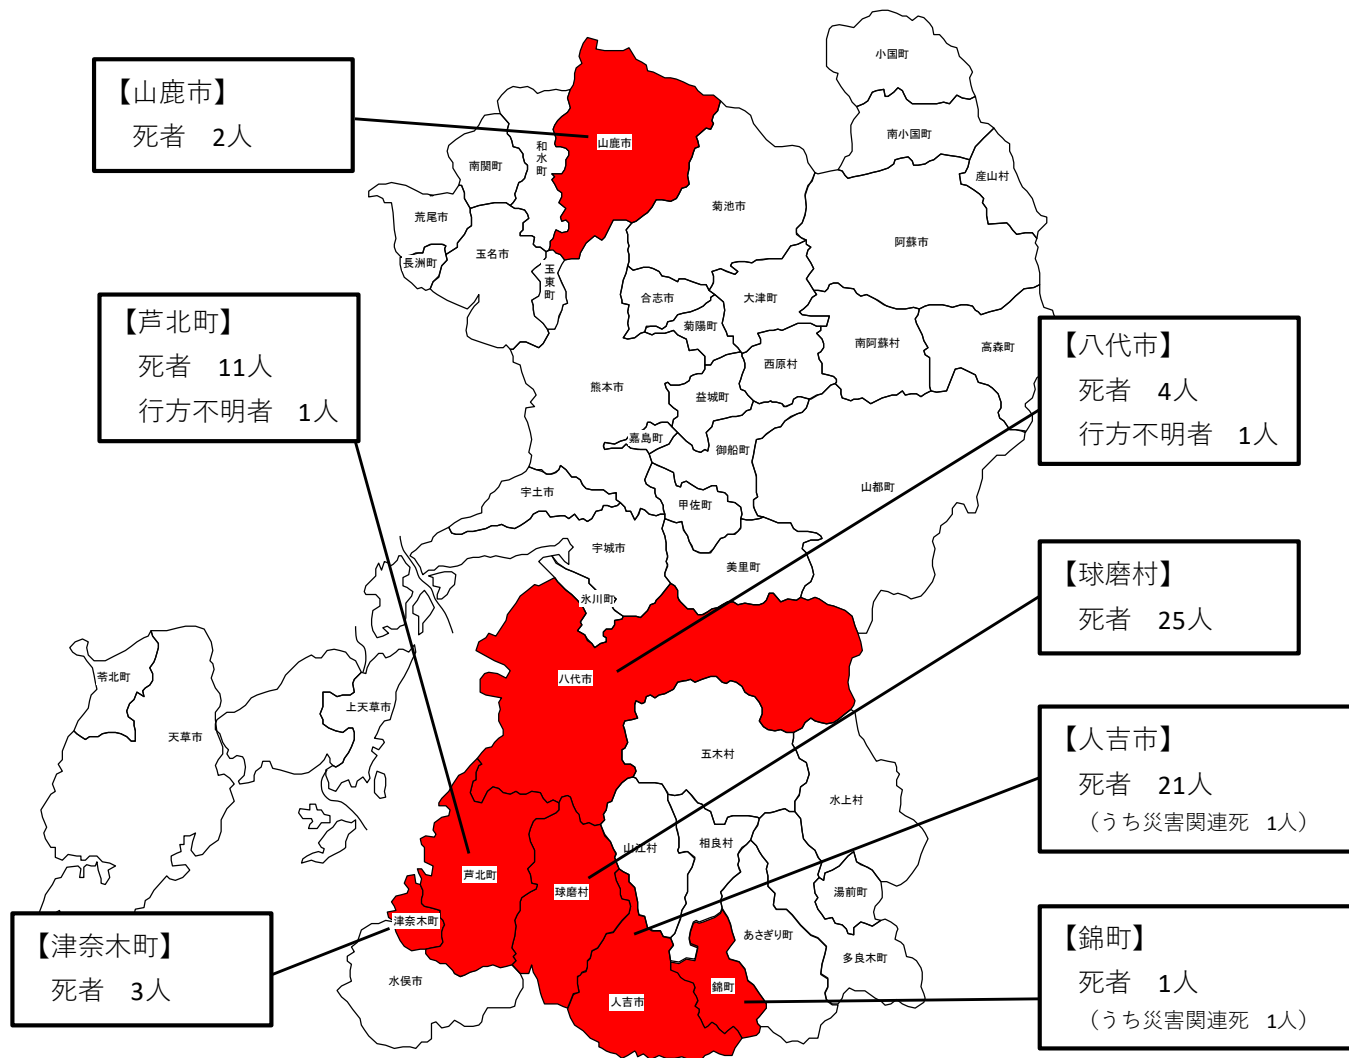 【山鹿市】
死者 2人
【芦北町】
死者 11人
行方不明者 1人
【津奈木町】
死者 3人
【八代市】
死者 4人
行方不明者 1人
【球磨村】
死者 25人
【人吉市】
死者 21人
（うち災害関連死 1人）
【錦町】
死者 1人
（うち災害関連死 1人）
小国町
南小国町
産山村
山鹿市
和水町
南関町
荒尾市
長洲町
玉名市
玉東町
菊池市
阿蘇市
合志市
大津町
菊陽町
西原村
南阿蘇村
高森町
熊本市
益城町
嘉島町
御船町
山都町
宇土市
甲佐町
宇城市
美里町
氷川町
八代市
苓北町
天草市
上天草市
五木村
水上村
山江村
相良村
湯前町
芦北町
球磨村
津奈木町
あさぎり町
多良木町
水俣市
人吉市
錦町